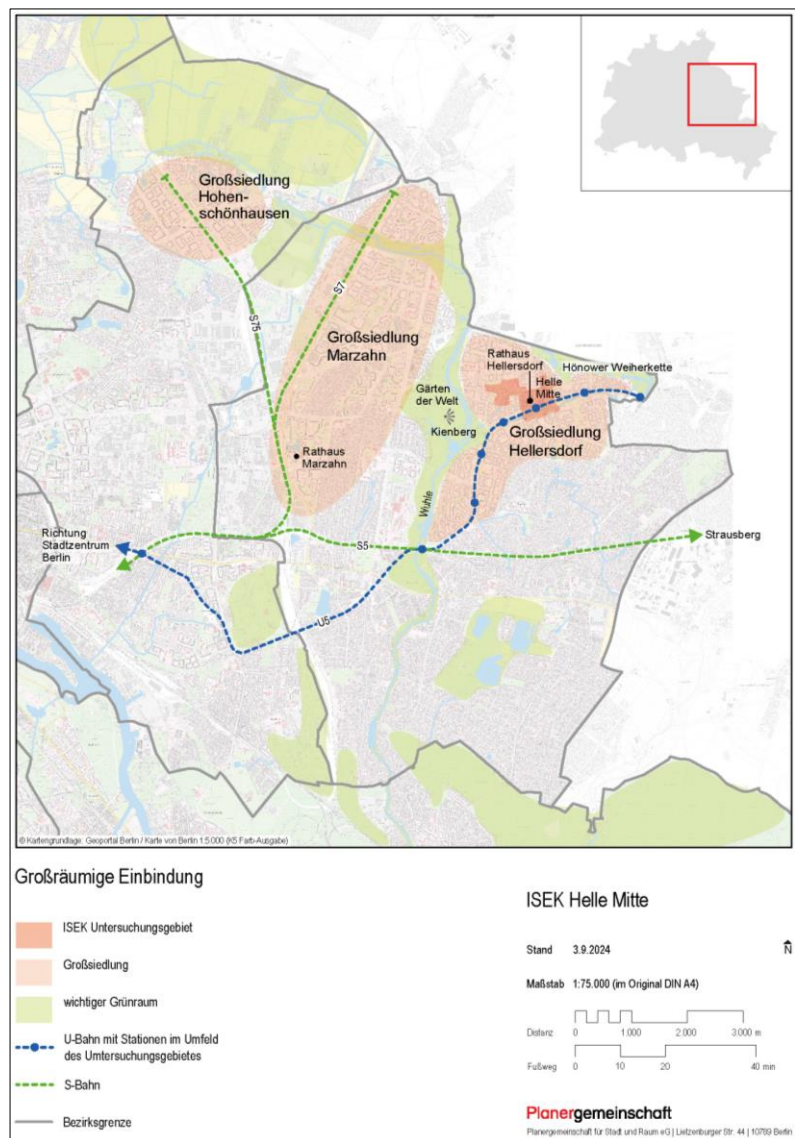 Großsiedlung
Hohen-
schönhausen
S7
S75
Großsiedlung
Marzahn
Rathaus
Hellersdorf
Hönower Weiherkette
Helle
Mitte
Gärten
der Welt
Kienberg
Großsiedlung
Hellersdorf
Rathaus
Marzahn
Wuhle
Richtung
Stadtzentrum
Berlin
S5
Strausberg
U5
© Kartengrundlage: Geoportal Berlin / Karte von Berlin 1:5.000 (K5 Farb-Ausgabe)
Großräumige Einbindung
ISEK Untersuchungsgebiet
Großsiedlung
wichtiger Grünraum
U-Bahn mit Stationen im Umfeld
des Umtersuchungsgebietes
S-Bahn
Bezirksgrenze
ISEK Helle Mitte
Stand 3.9.2024
N
Maßstab 1:75.000 (im Original DIN A4)
Distanz 0 1.000 2.000 3.000 m
Fußweg 0 10 20 40 min
Planergemeinschaft
Planergemeinschaft für Stadt und Raum eG | Lietzenburger Str. 44 | 10789 Berlin